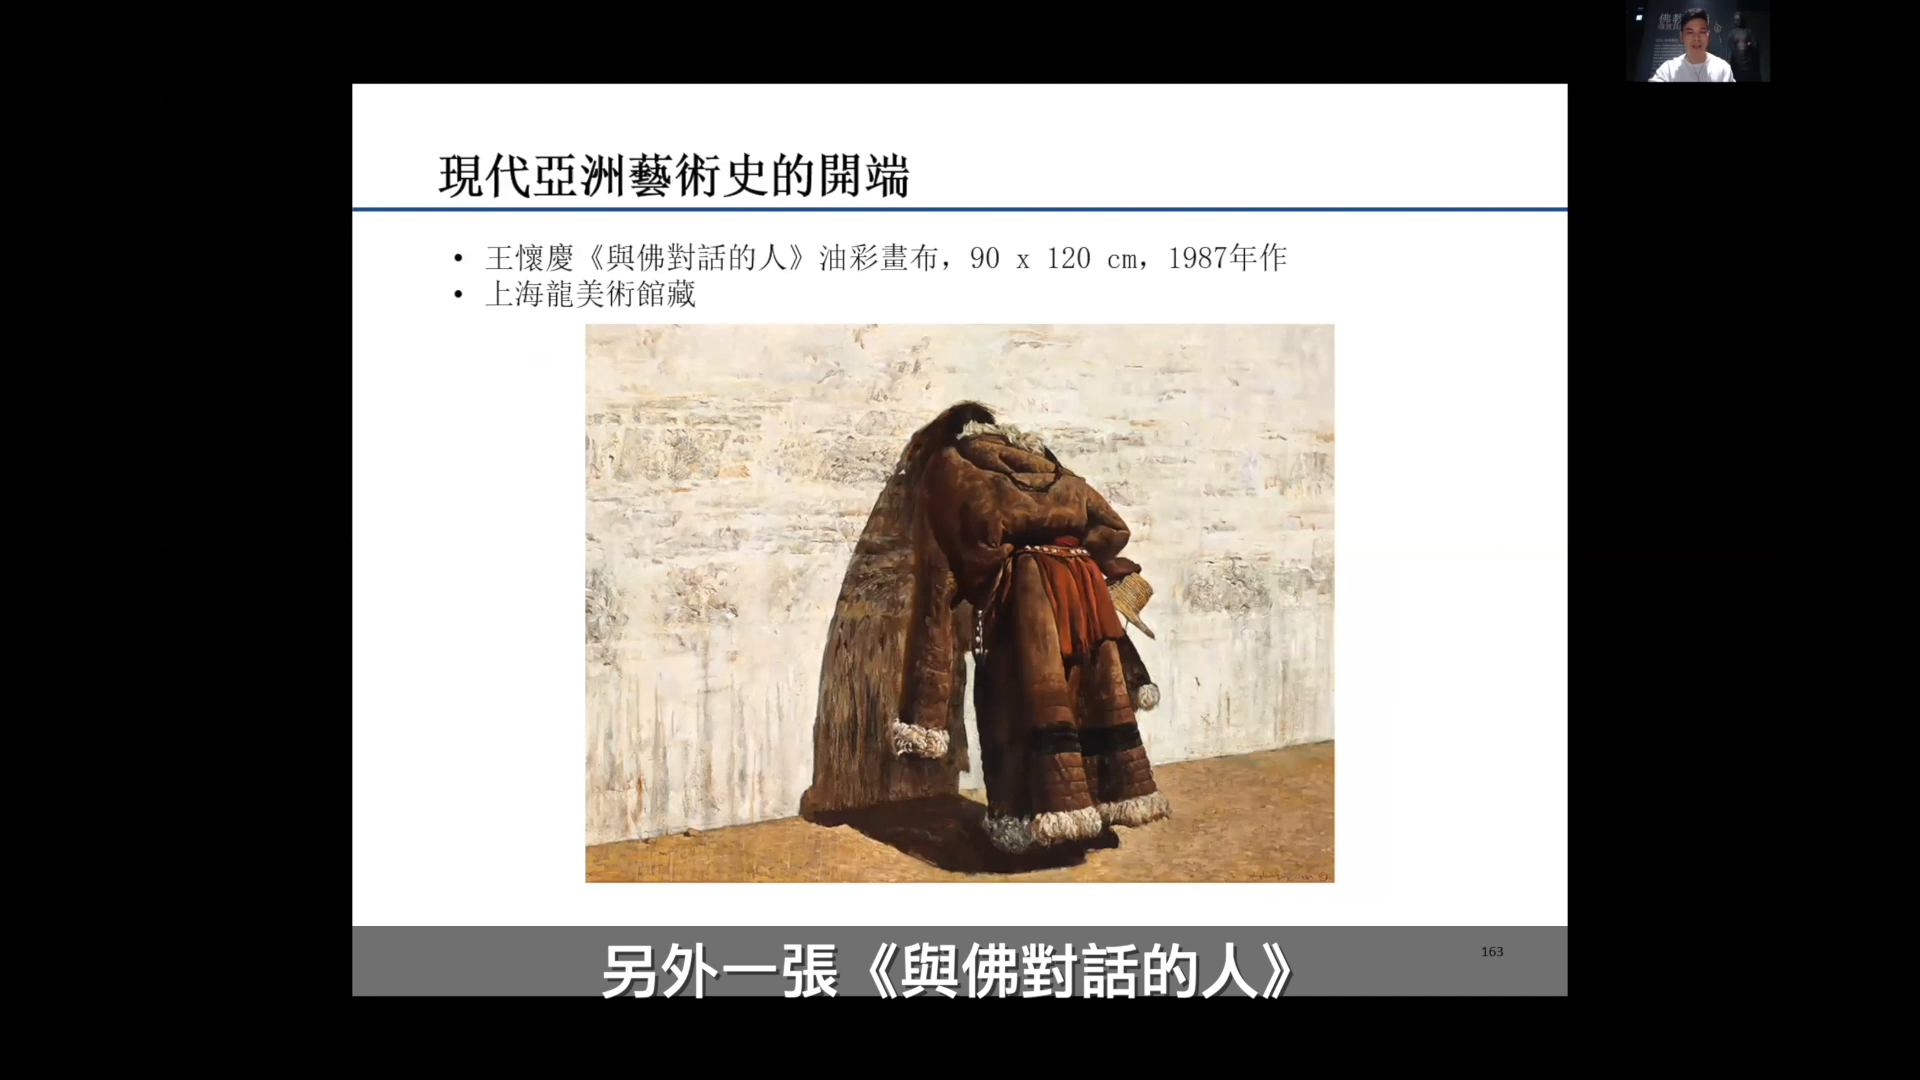 現代亞洲藝術史的開端
• 王懷慶《與佛對話的人》油彩畫布，90 x 120 cm，1987年作
• 上海龍美術館藏
另外一張《與佛對話的人》
163